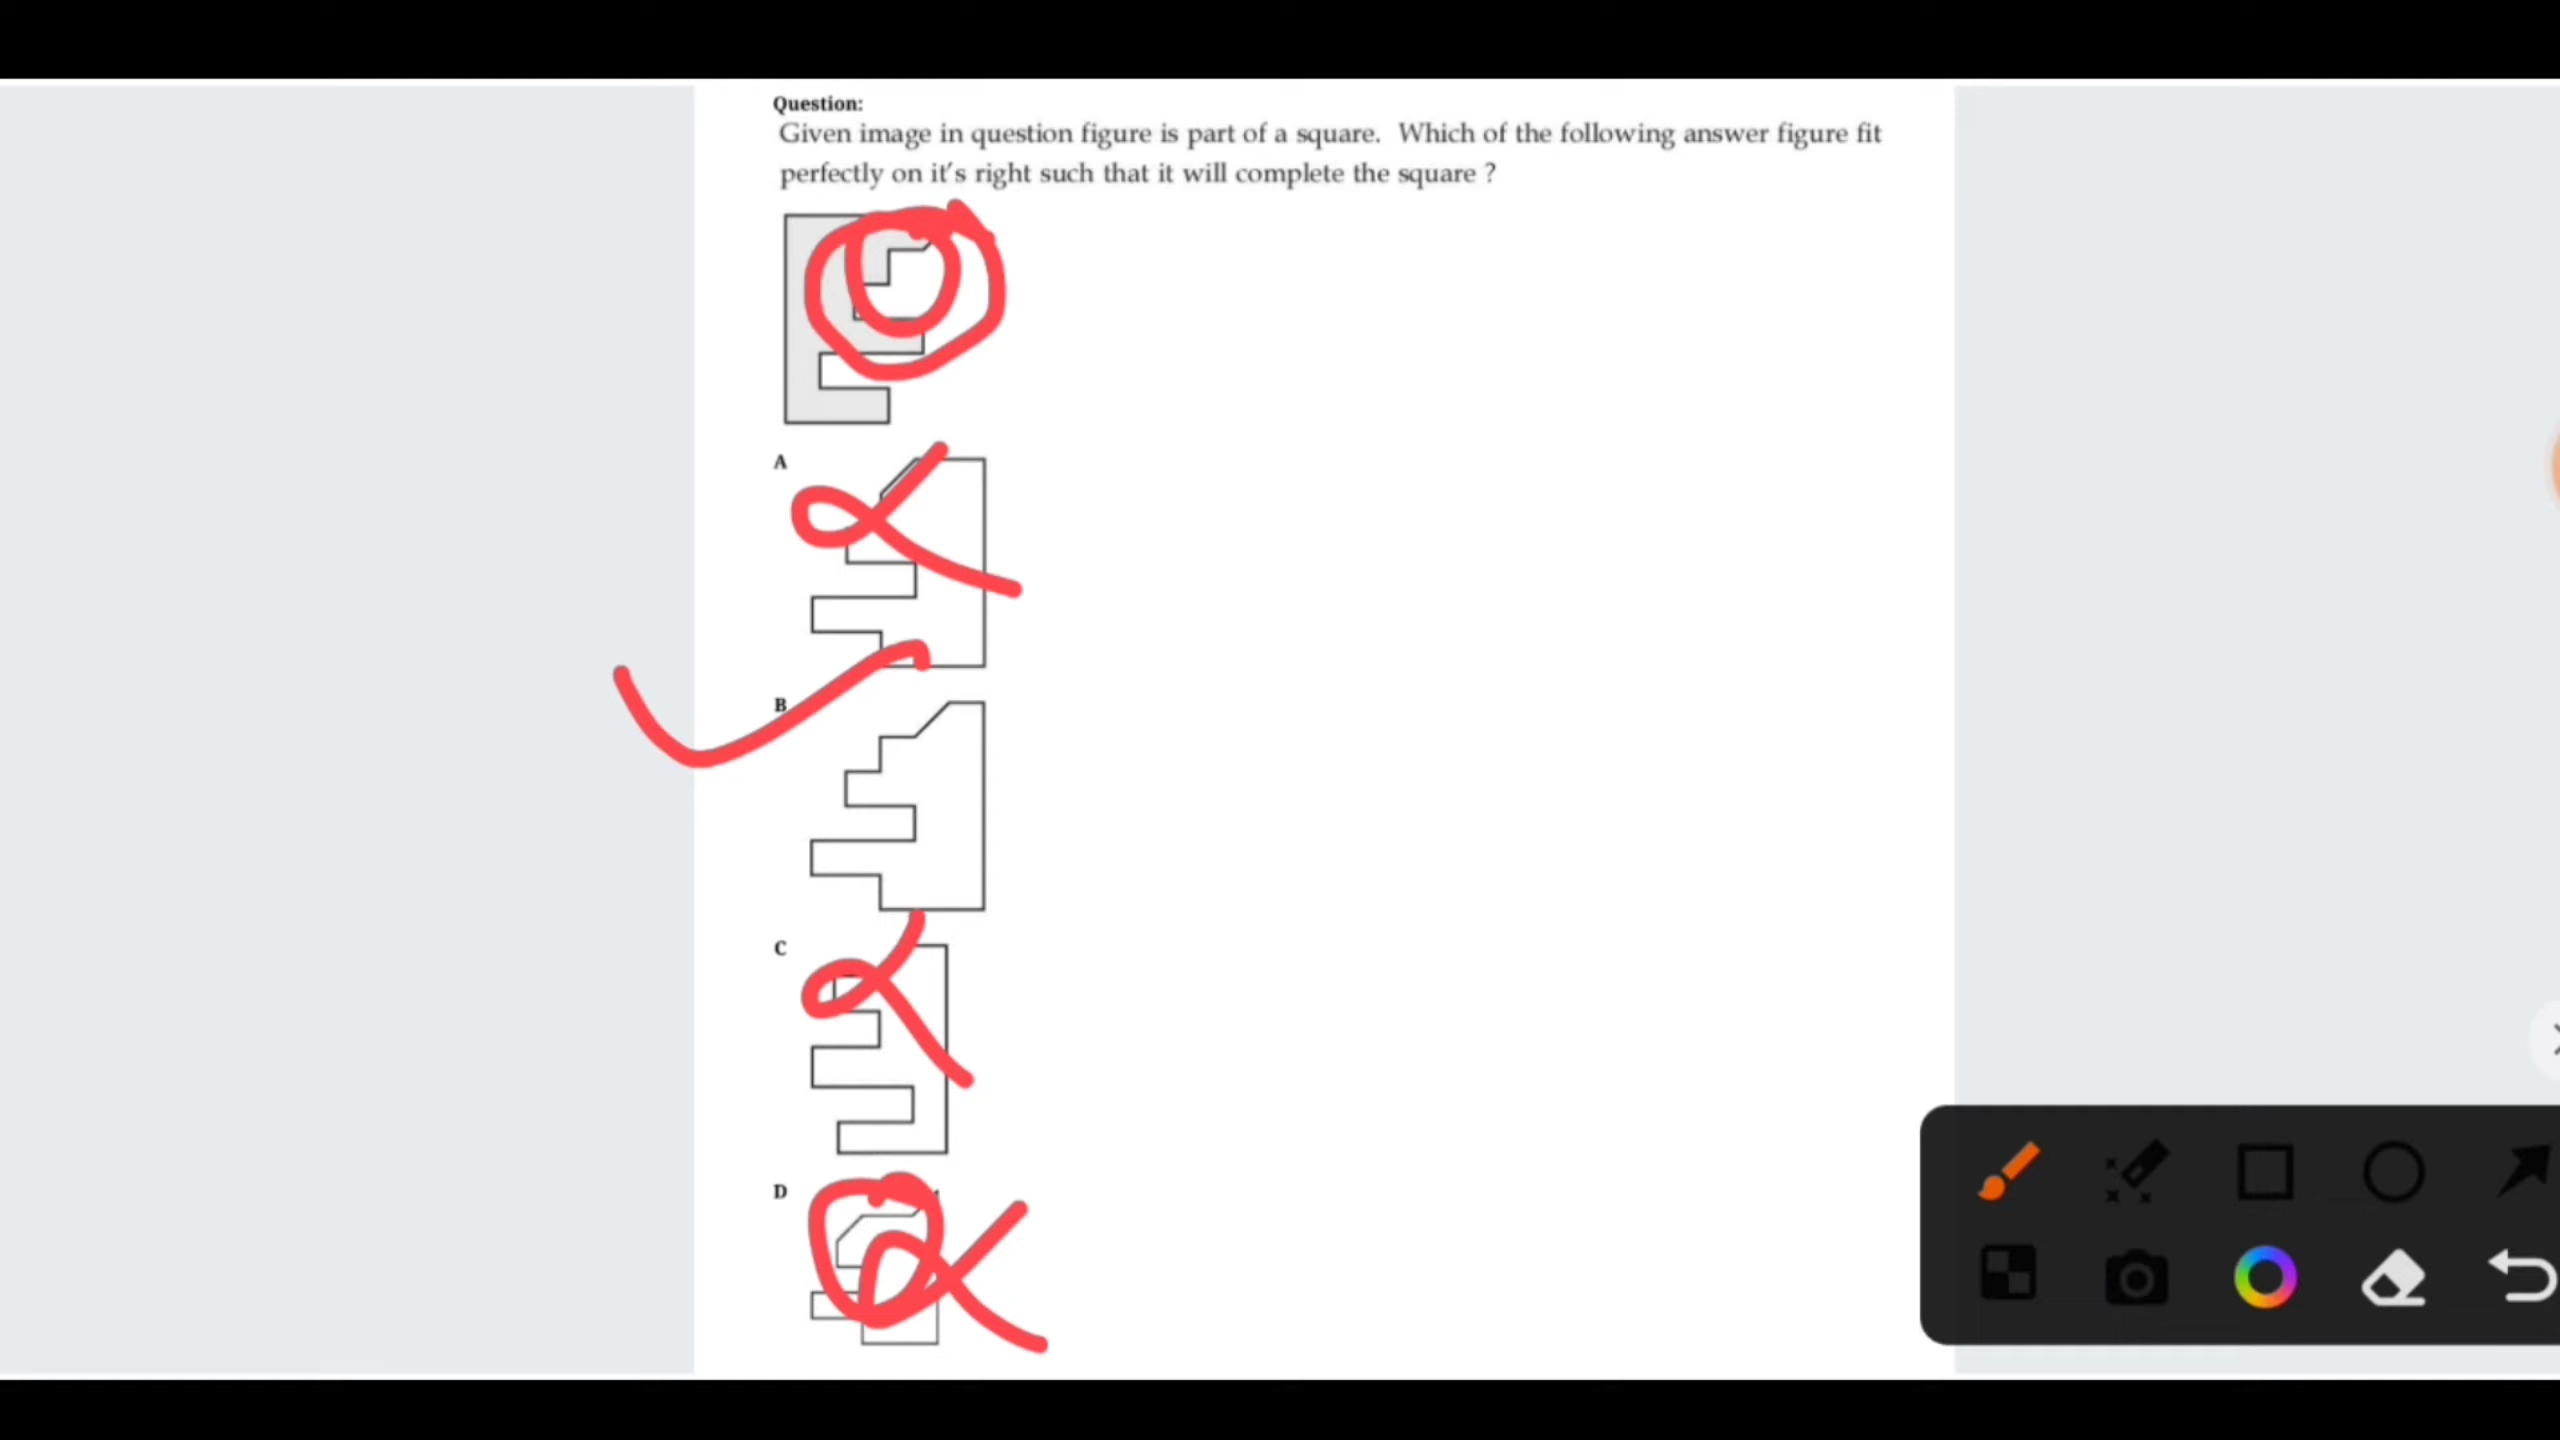 Question:
Given image in question figure is part of a square. Which of the following answer figure fit
perfectly on it's right such that it will complete the square ?
A
B
C
D